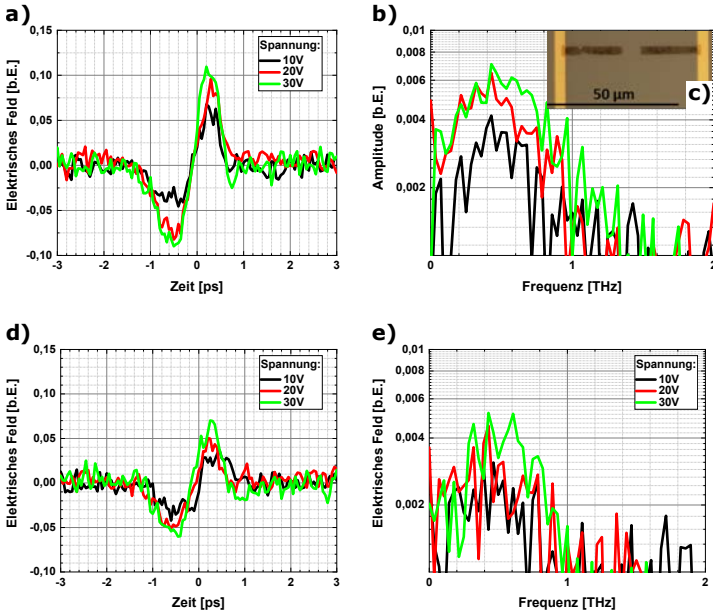 a)
Elektrisches Feld [b.E.]
0,15
0,10
0,05
0,00
-0,05
-0,10
-3 -2 -1 0 1 2 3
Zeit [ps]
Spannung:
10V
20V
30V
b)
Amplitude [b.E.]
0,01
0,008
0,006
0,004
0,002
0 1 2
Frequenz [THz]
c)
50 µm
d)
Elektrisches Feld [b.E.]
0,15
0,10
0,05
0,00
-0,05
-0,10
-3 -2 -1 0 1 2 3
Zeit [ps]
Spannung:
10V
20V
30V
e)
Elektrisches Feld [b.E.]
0,01
0,008
0,006
0,004
0,002
0 1 2
Frequenz [THz]
Spannung:
10V
20V
30V